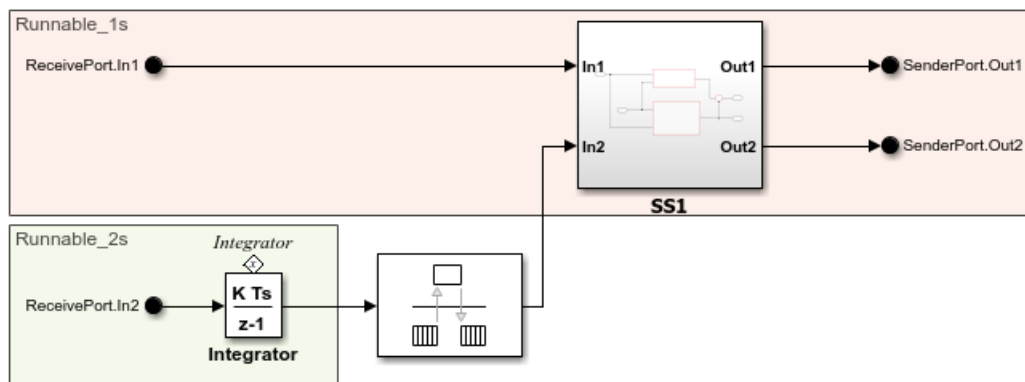 Runnable_1s
ReceivePort.In1
In1
Out1
SenderPort.Out1
In2
Out2
SenderPort.Out2
SS1
Runnable_2s
Integrator
x
ReceivePort.In2
K Ts
z-1
Integrator